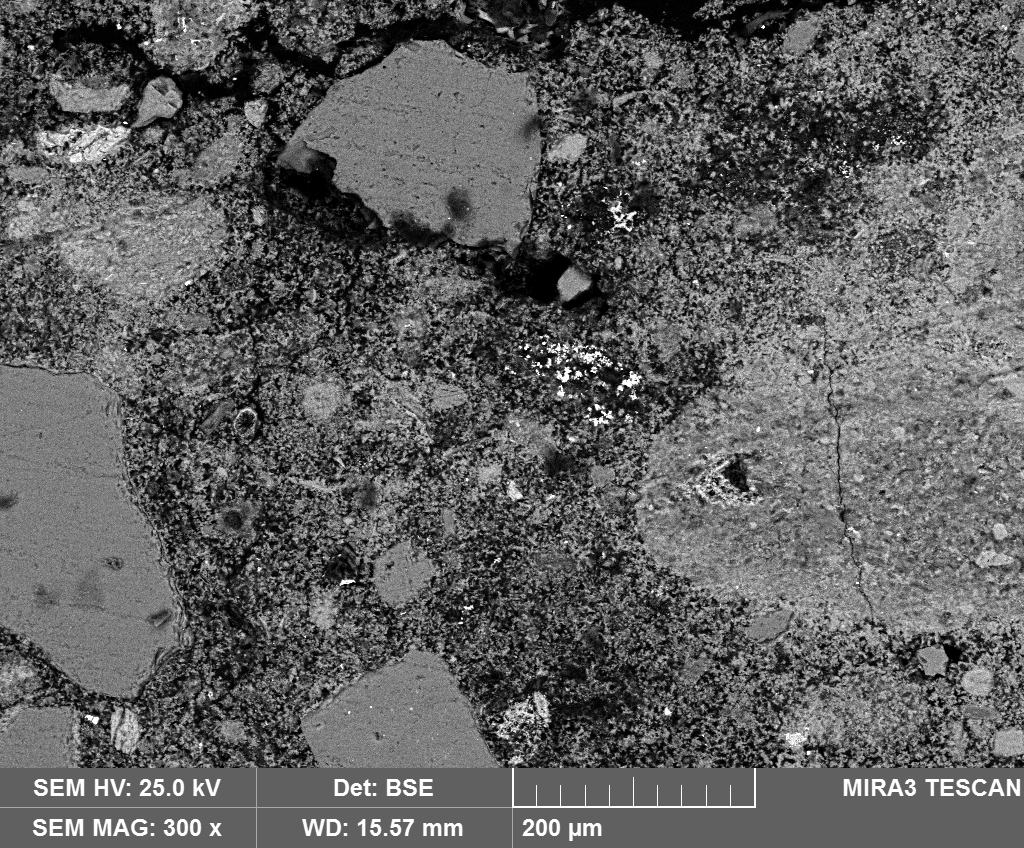 SEM HV: 25.0 kV Det: BSE MIRA3 TESCAN
SEM MAG: 300 x WD: 15.57 mm 200 µm